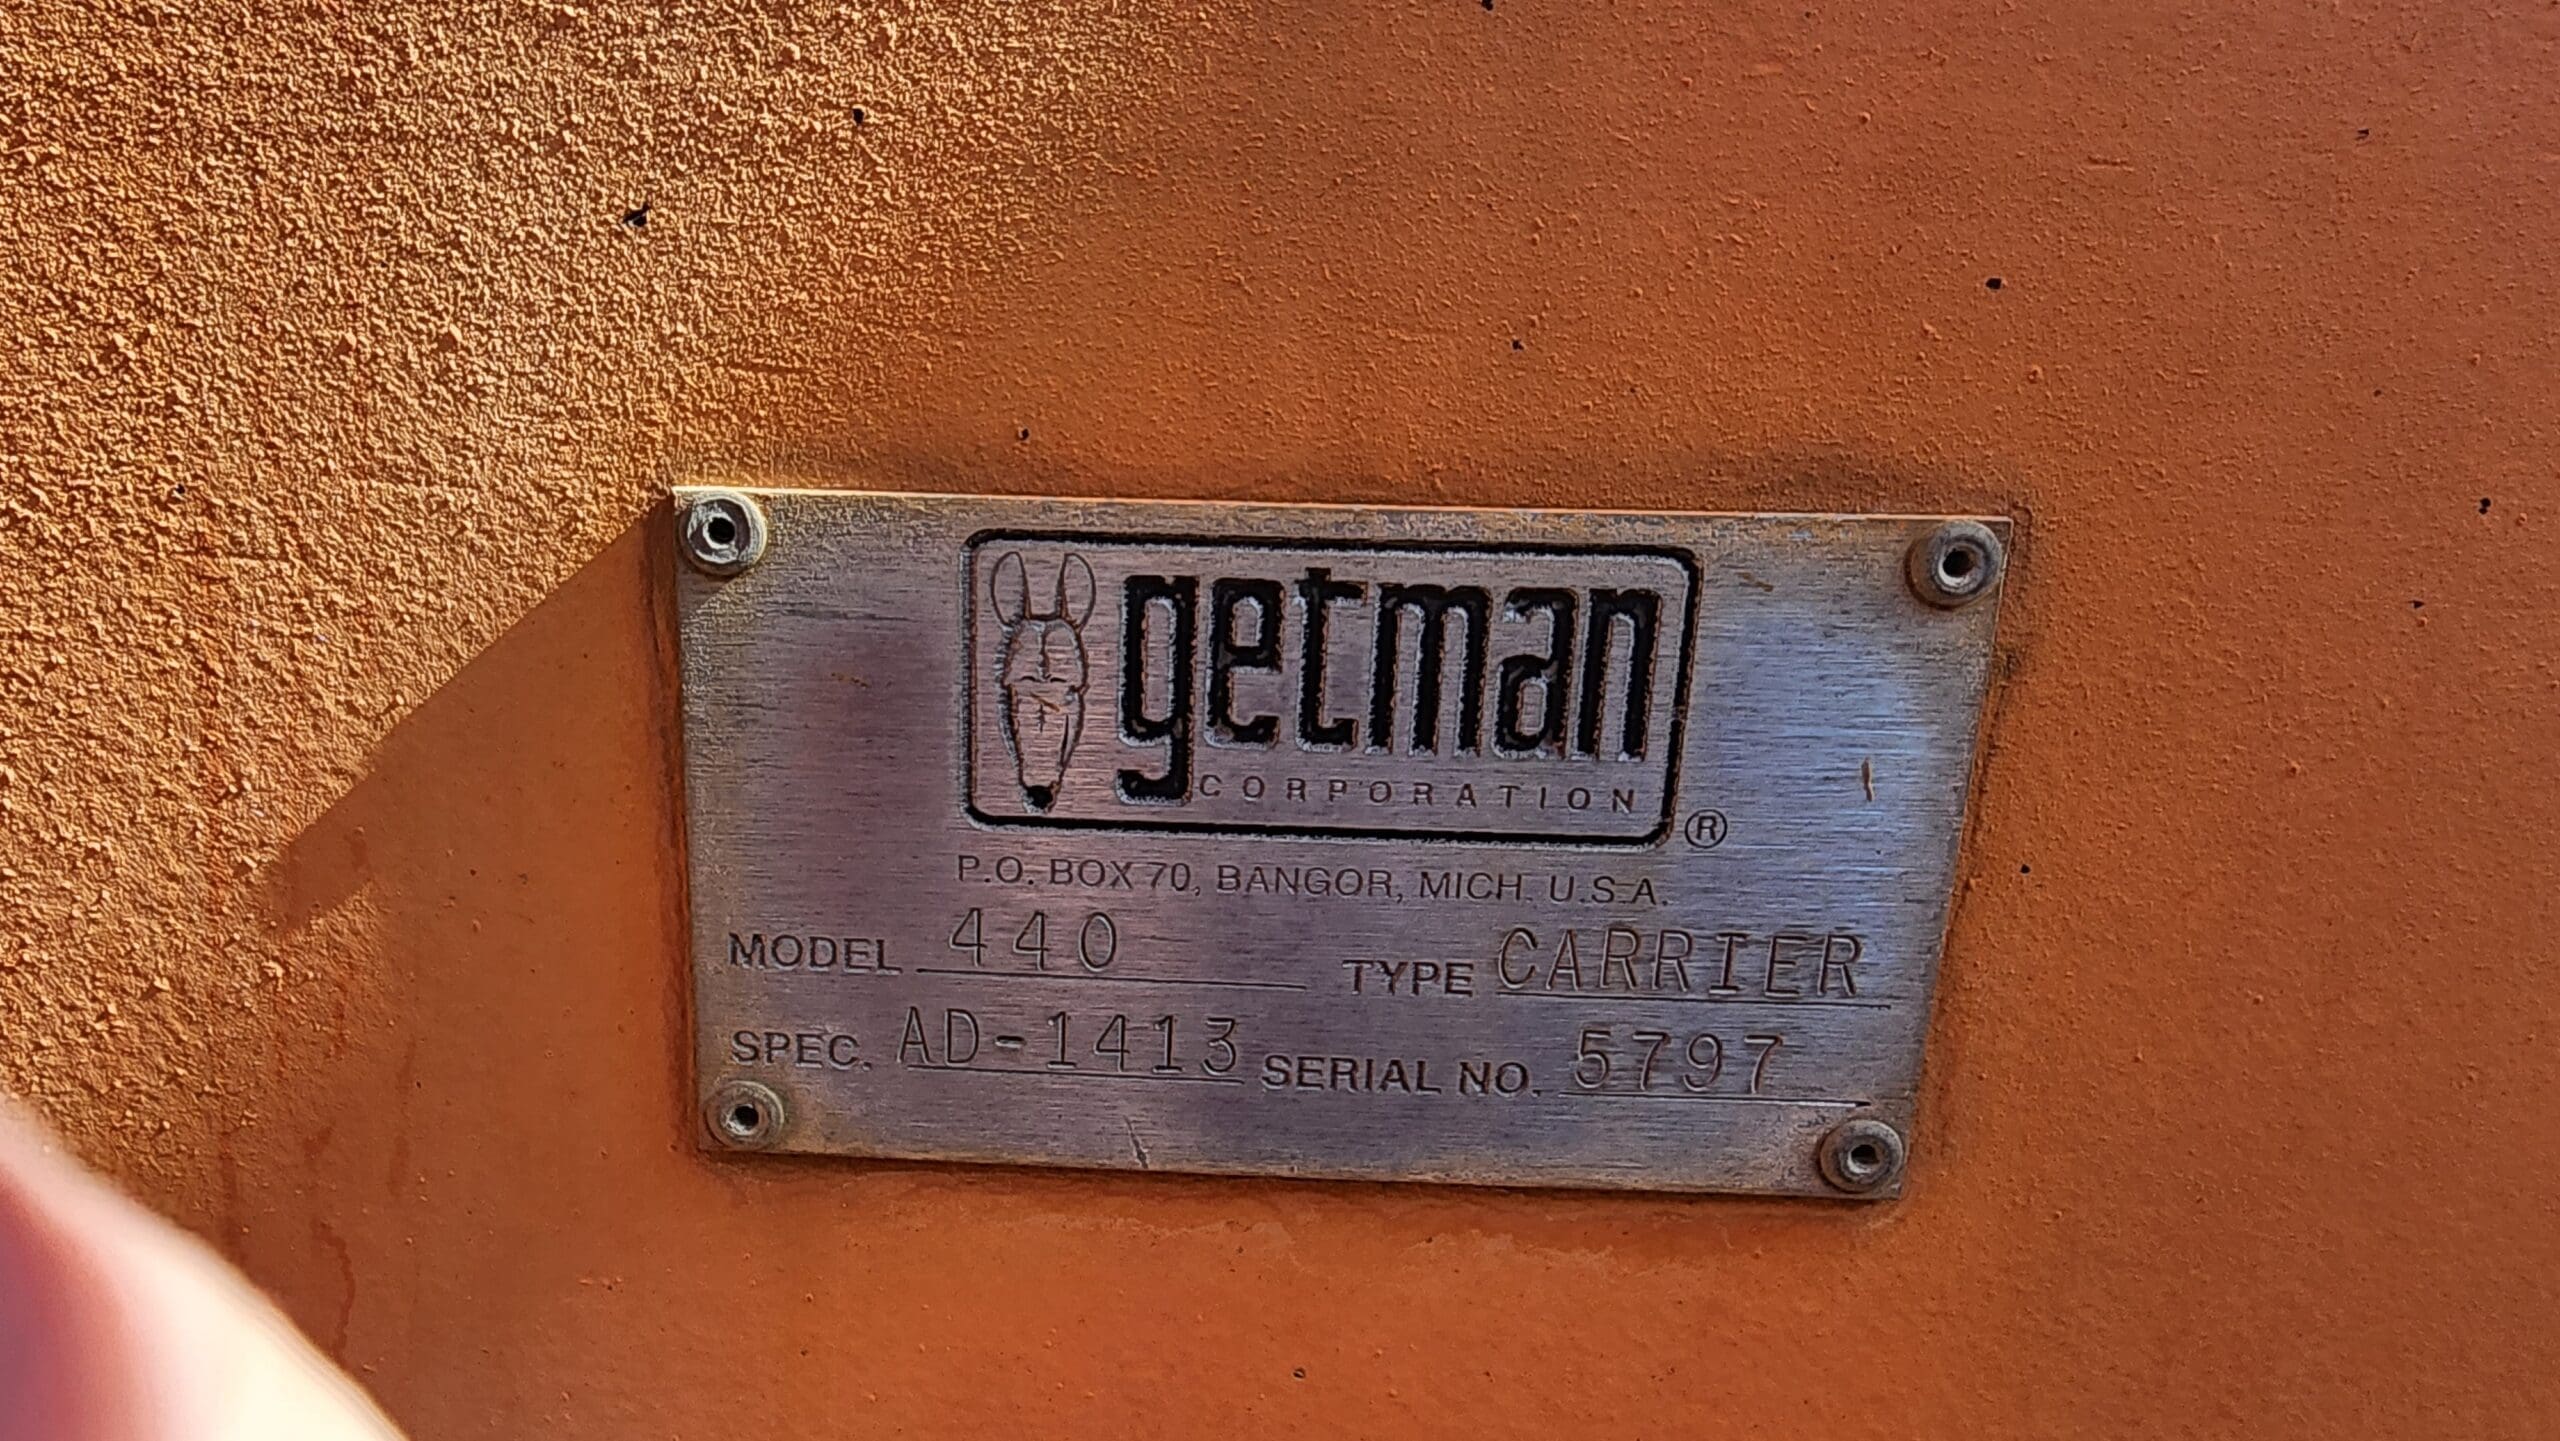 getman
CORPORATION
®
P.O. BOX 70, BANGOR, MICH. U.S.A.
MODEL 440 TYPE CARRIER
SPEC. AD-1413 SERIAL NO. 5797